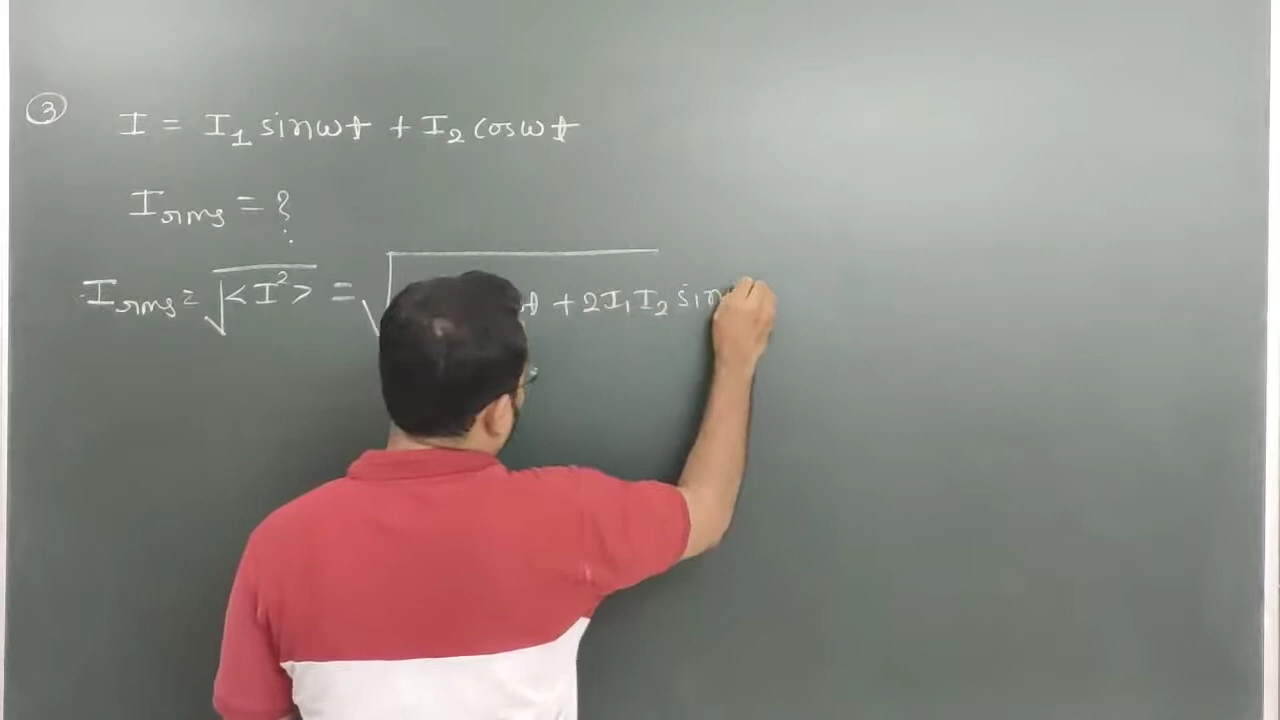 ③ I = I₁ sinωt + I₂ cosωt
Irms = ?
Irms = √<I²> = √ t + 2I₁I₂ sin